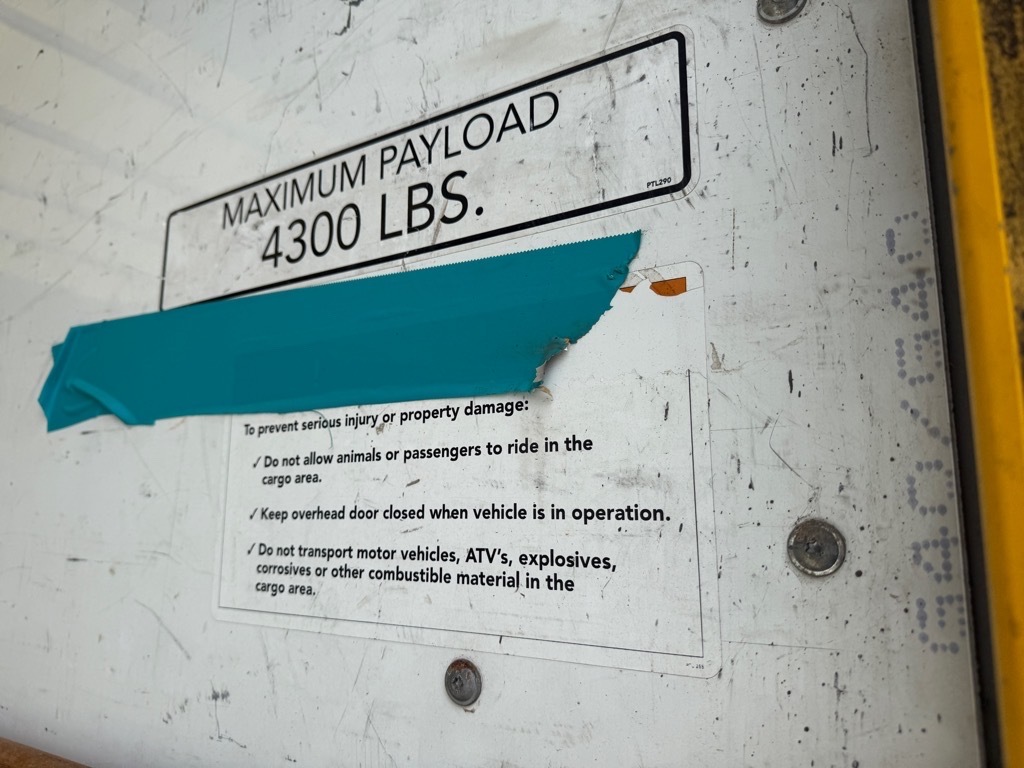 MAXIMUM PAYLOAD
4300 LBS.
PTL290
To prevent serious injury or property damage:
✓ Do not allow animals or passengers to ride in the
cargo area.
✓ Keep overhead door closed when vehicle is in operation.
✓ Do not transport motor vehicles, ATV's, explosives,
corrosives or other combustible material in the
cargo area.